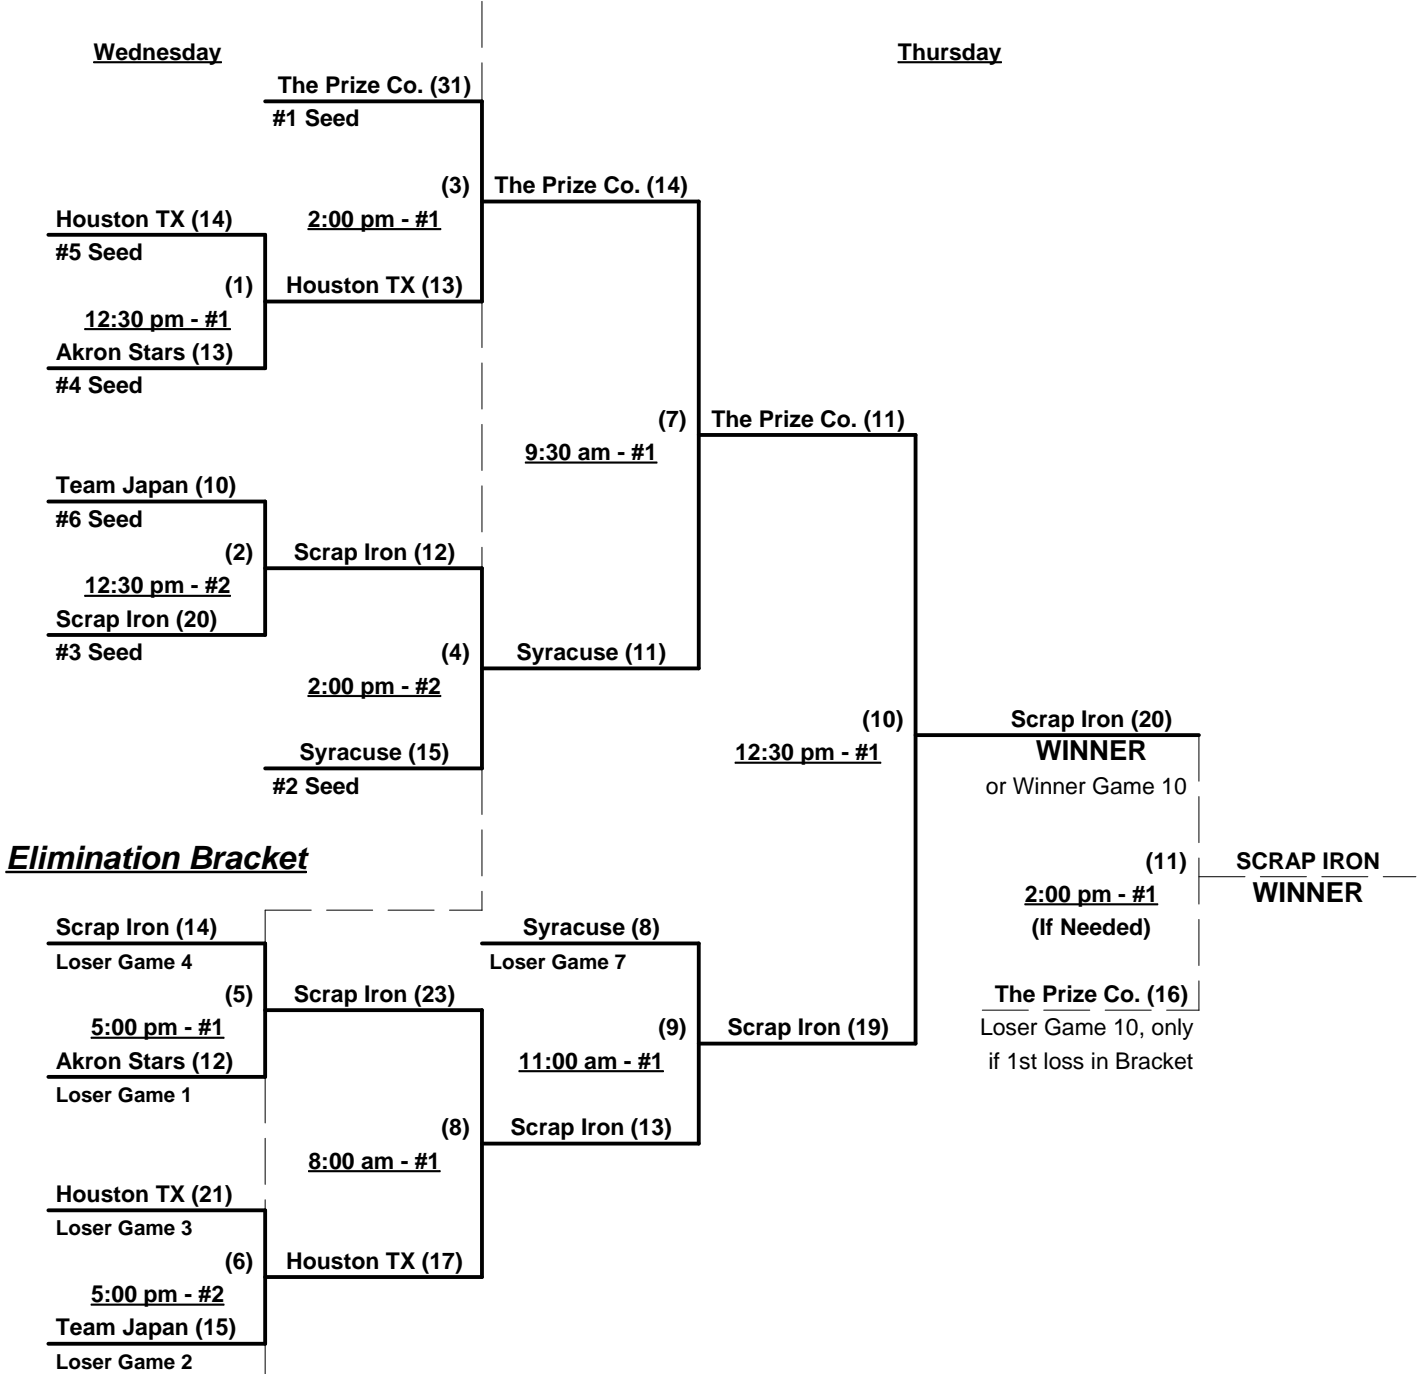 Wednesday
Thursday
The Prize Co. (31)
#1 Seed
(3)
The Prize Co. (14)
2:00 pm - #1
Houston TX (14)
#5 Seed
(1)
Houston TX (13)
12:30 pm - #1
Akron Stars (13)
#4 Seed
(7)
The Prize Co. (11)
9:30 am - #1
Team Japan (10)
#6 Seed
(2)
Scrap Iron (12)
12:30 pm - #2
Scrap Iron (20)
#3 Seed
(4)
Syracuse (11)
2:00 pm - #2
Syracuse (15)
#2 Seed
(10)
Scrap Iron (20)
12:30 pm - #1
WINNER
or Winner Game 10
Elimination Bracket
(11)
SCRAP IRON
2:00 pm - #1
WINNER
(If Needed)
Scrap Iron (14)
Loser Game 4
Syracuse (8)
Loser Game 7
(5)
Scrap Iron (23)
5:00 pm - #1
The Prize Co. (16)
Loser Game 10, only
if 1st loss in Bracket
(9)
Scrap Iron (19)
11:00 am - #1
Akron Stars (12)
Loser Game 1
(8)
Scrap Iron (13)
8:00 am - #1
Houston TX (21)
Loser Game 3
(6)
Houston TX (17)
5:00 pm - #2
Team Japan (15)
Loser Game 2